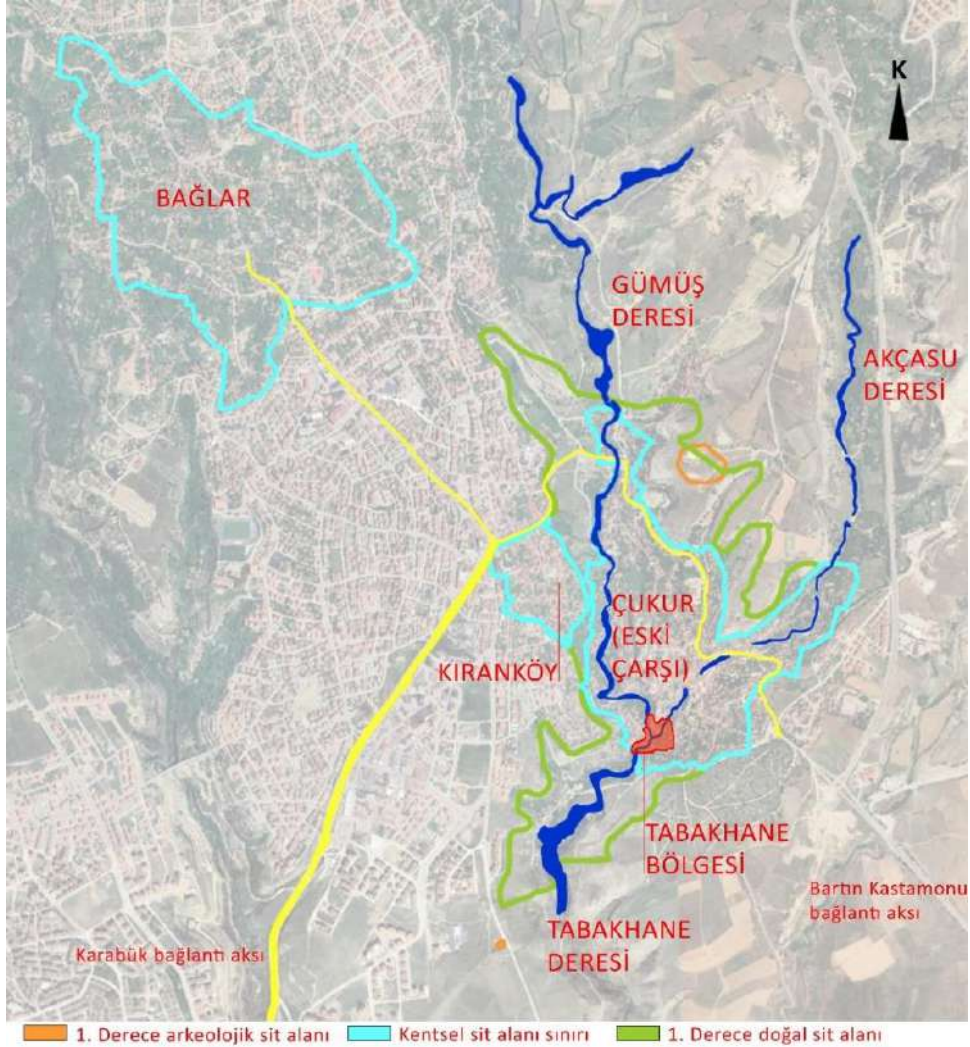 K
BAĞLAR
GÜMÜŞ
DERESİ
AKÇASU
DERESİ
ÇUKUR
(ESKİ
ÇARŞI)
KIRANKÖY
TABAKHANE
BÖLGESİ
Bartın Kastamonu
bağlantı aksı
TABAKHANE
DERESİ
Karabük bağlantı aksı
1. Derece arkeolojik sit alanı
Kentsel sit alanı sınırı
1. Derece doğal sit alanı